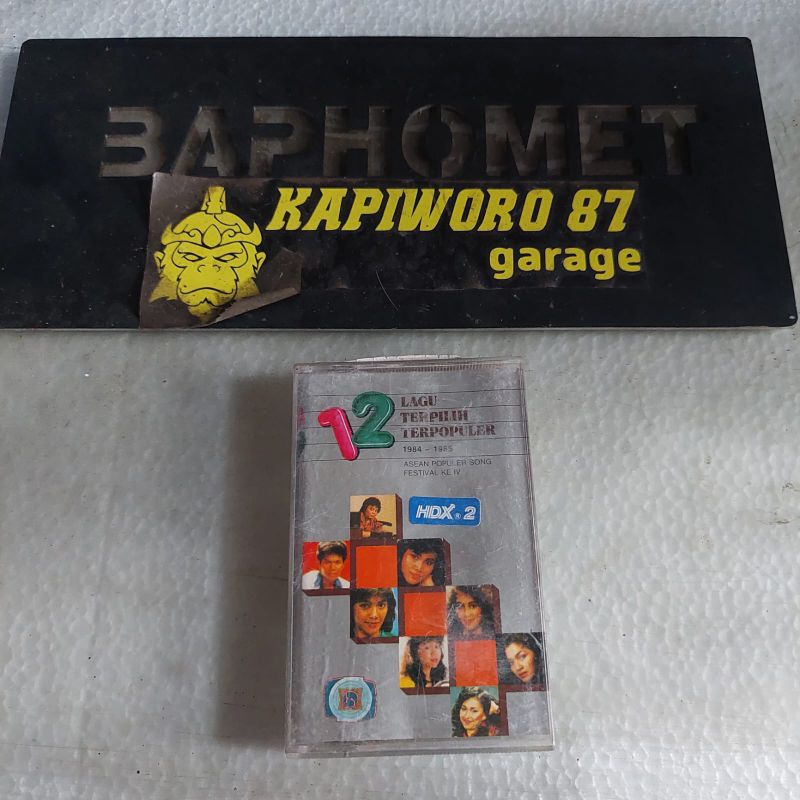 BAPHOMET
KAPIWORO 87
garage
12
LAGU
TERPILIH
TERPOPULER
1984 - 1985
ASEAN POPULER SONG
FESTIVAL KE IV
HDX® 2